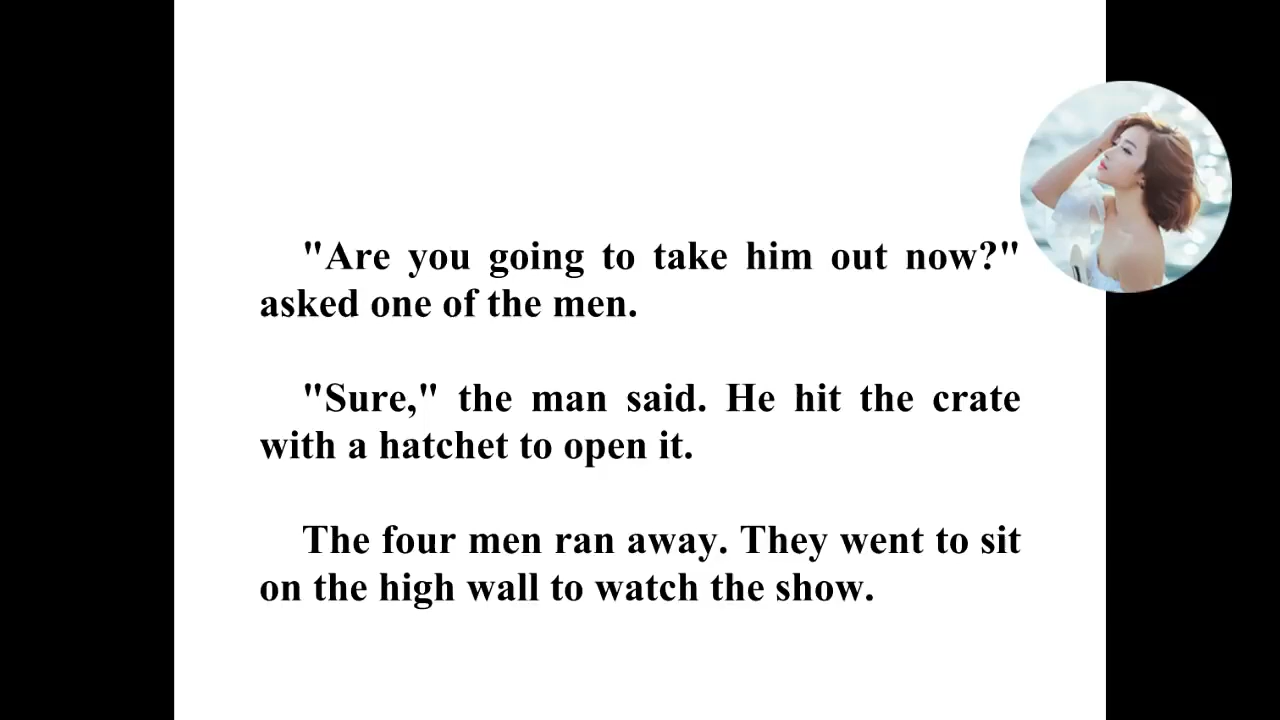 "Are you going to take him out now?"
asked one of the men.
"Sure," the man said. He hit the crate
with a hatchet to open it.
The four men ran away. They went to sit
on the high wall to watch the show.